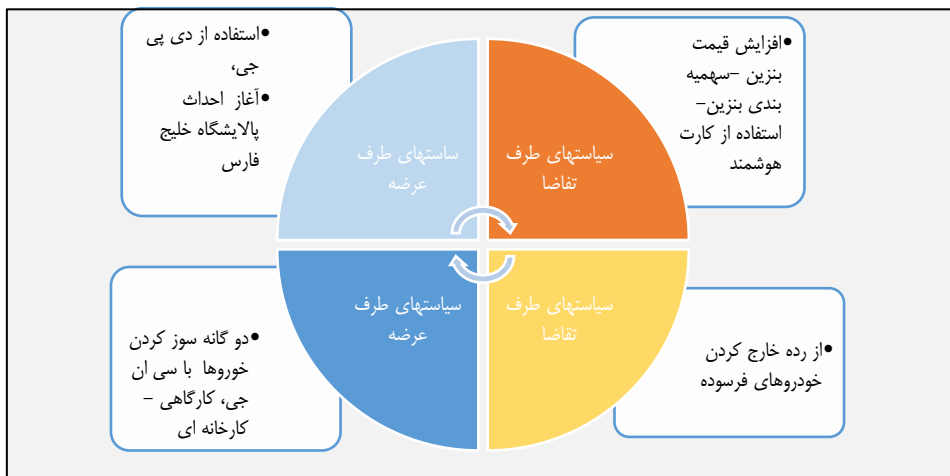 •افزایش قیمت
بنزین –سهمیه
بندی بنزین–
استفاده از کارت
هوشمند
سیاستهای طرف
تفاضا
•استفاده از دی پی
جی،
•آغاز احداث
پالایشگاه خلیج
فارس
ساستهای طرف
عرضه
•از رده خارج کردن
خودروهای فرسوده
سیاستهای طرف
تقاضا
•دو گانه سوز کردن
خوروها با سی ان
جی، کارگاهی –
کارخانه ای
سیاستهای طرف
عرضه